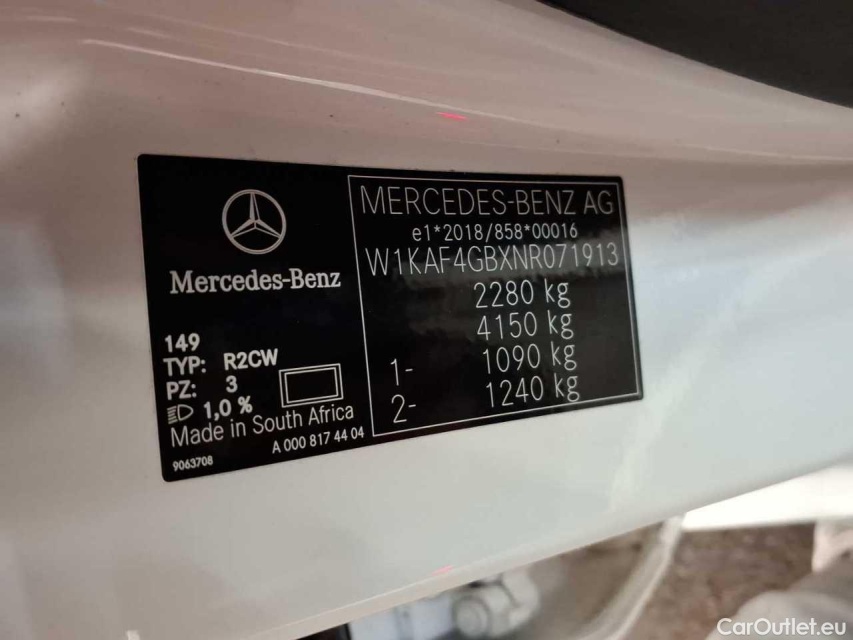 Mercedes-Benz
149
TYP: R2CW
PZ: 3
1,0 %
Made in South Africa
9063708
A 000 817 44 04
MERCEDES-BENZ AG
e1*2018/858*00016
W1KAF4GBXNR071913
2280 kg
4150 kg
1- 1090 kg
2- 1240 kg
CarOutlet.eu